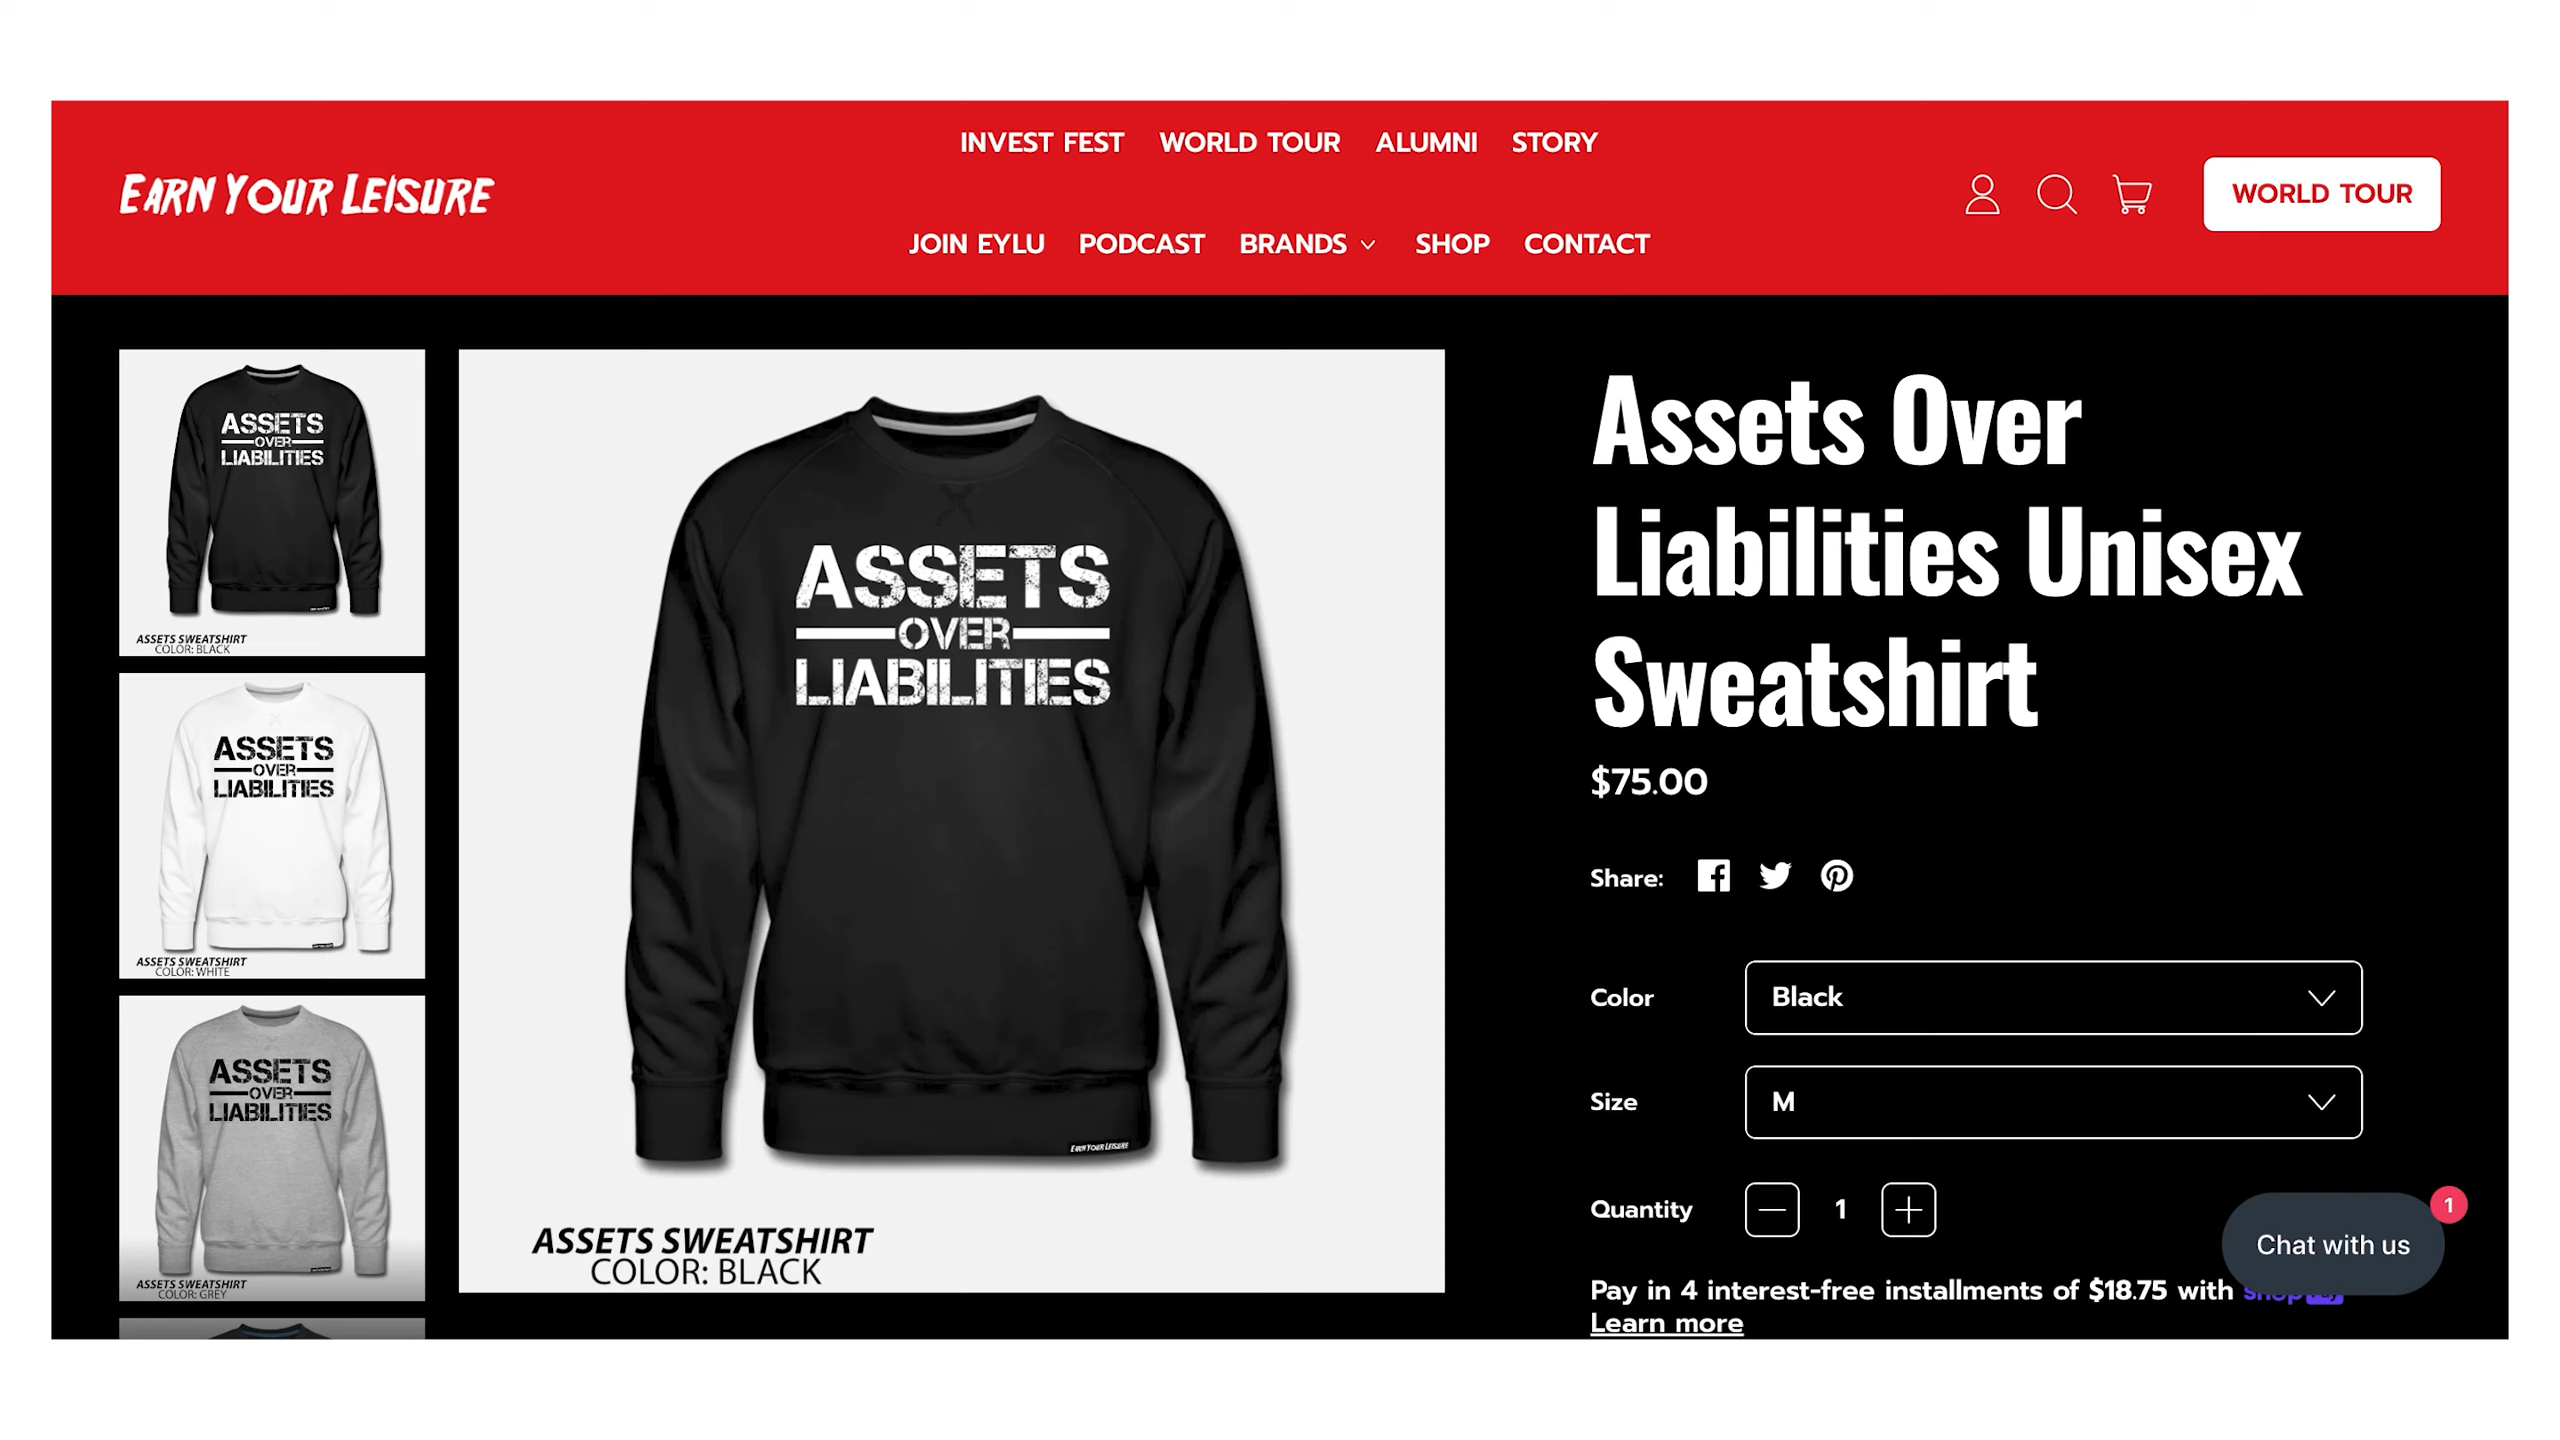 INVEST FEST WORLD TOUR ALUMNI STORY
EARN YOUR LEISURE
WORLD TOUR
JOIN EYLU PODCAST BRANDS SHOP CONTACT
ASSETS
OVER
LIABILITIES
ASSETS SWEATSHIRT
COLOR: BLACK
ASSETS
OVER
LIABILITIES
ASSETS SWEATSHIRT
COLOR: WHITE
ASSETS
OVER
LIABILITIES
ASSETS SWEATSHIRT
COLOR: GREY
ASSETS
OVER
LIABILITIES
EARN YOUR LEISURE
ASSETS SWEATSHIRT
COLOR: BLACK
Assets Over
Liabilities Unisex
Sweatshirt
$75.00
Share:
Color Black
Size M
Quantity 1
1
Chat with us
Pay in 4 interest-free installments of $18.75 with
Learn more